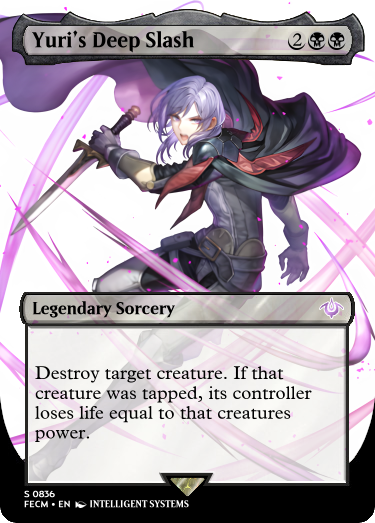 Yuri's Deep Slash 2
Legendary Sorcery
Destroy target creature. If that
creature was tapped, its controller
loses life equal to that creatures
power.
S 0836
FECM • EN INTELLIGENT SYSTEMS